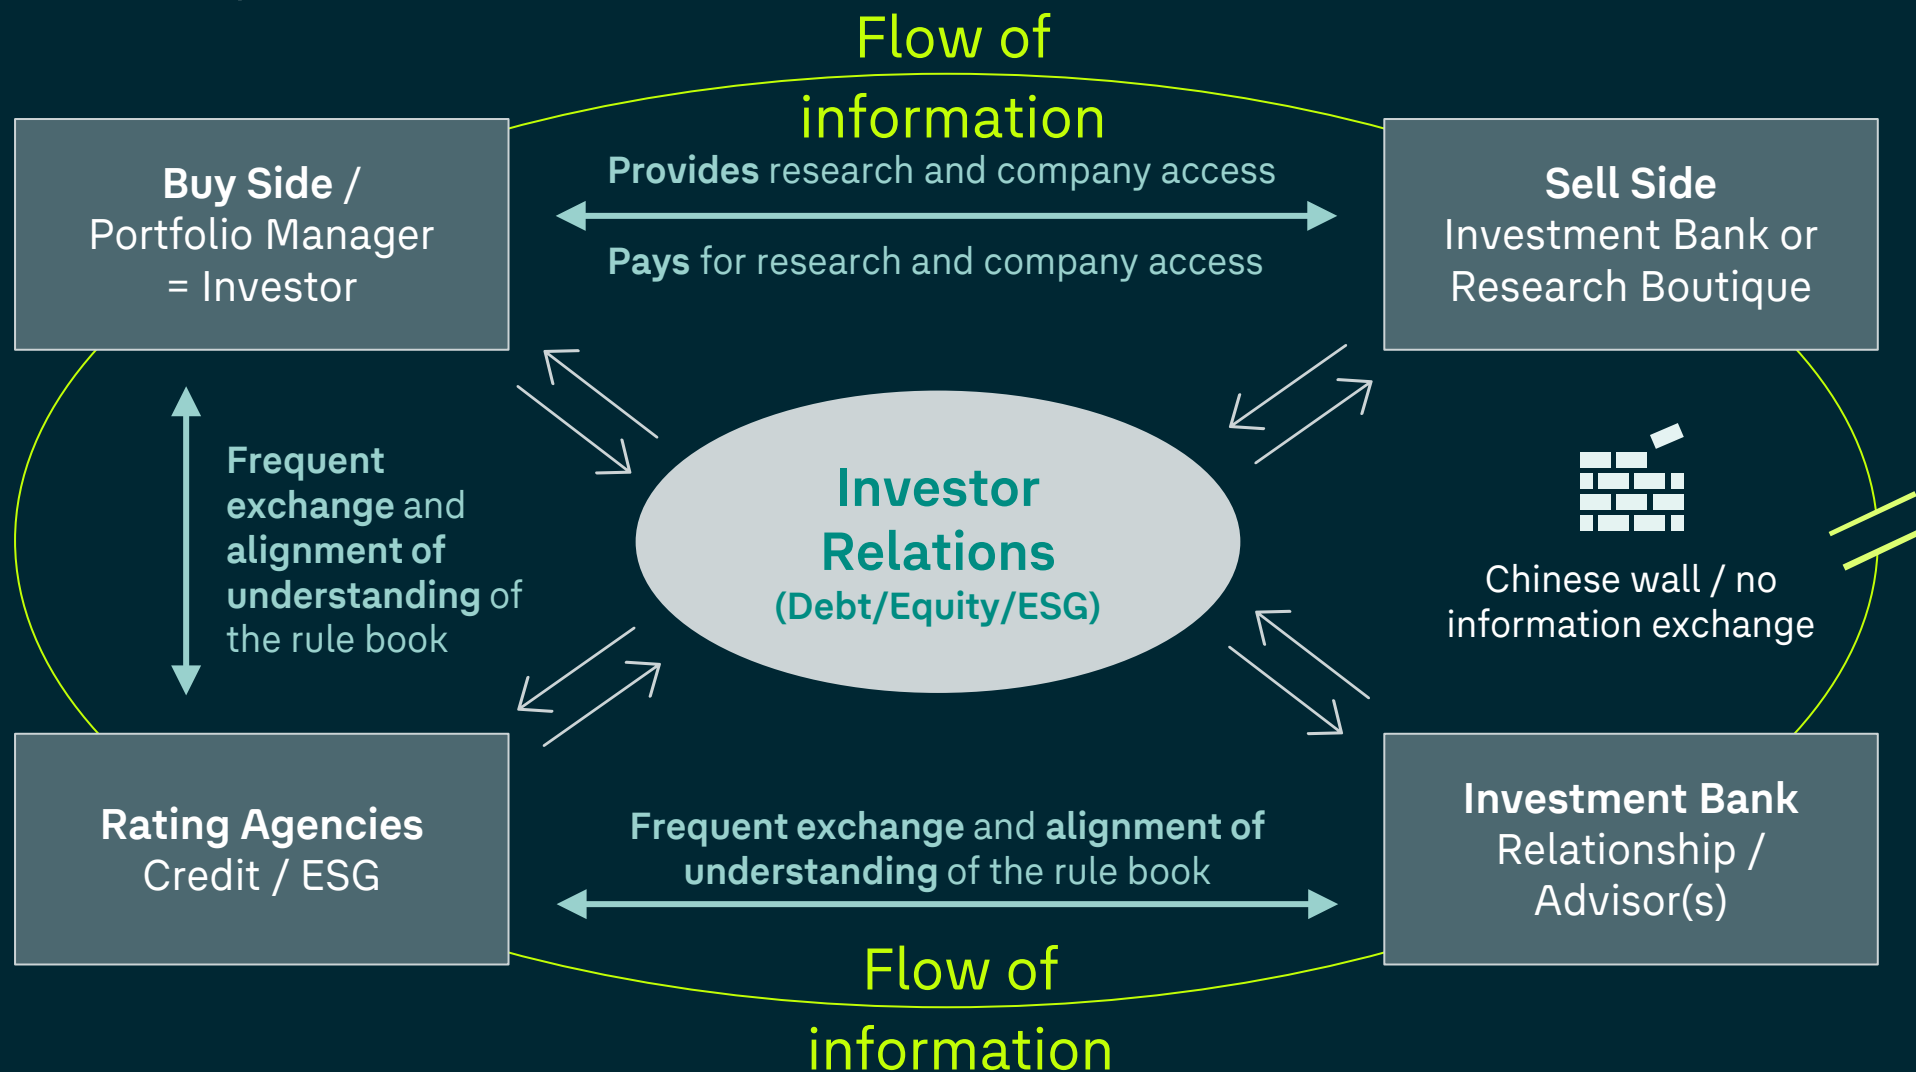 Flow of
information
Buy Side /
Portfolio Manager
= Investor
Provides research and company access
Pays for research and company access
Sell Side
Investment Bank or
Research Boutique
Frequent
exchange and
alignment of
understanding of
the rule book
Investor
Relations
(Debt/Equity/ESG)
Chinese wall / no
information exchange
Rating Agencies
Credit / ESG
Frequent exchange and alignment of
understanding of the rule book
Investment Bank
Relationship /
Advisor(s)
Flow of
information